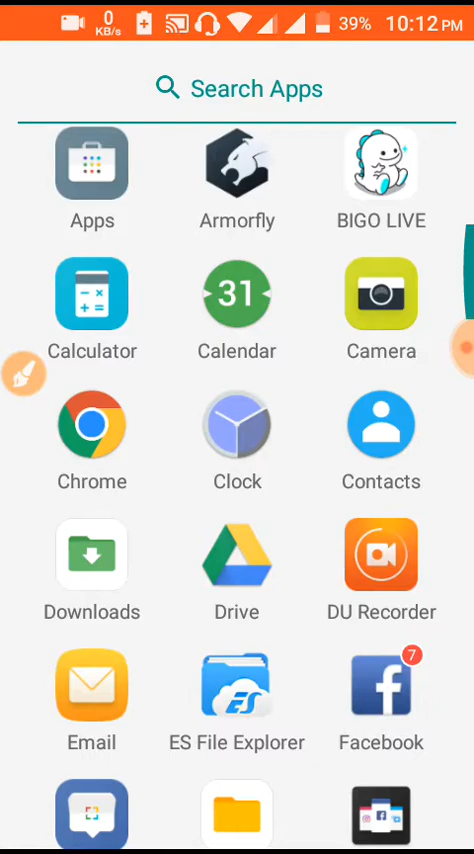 0
KB/s
39%
10:12 PM
Search Apps
Apps
Armorfly
BIGO LIVE
31
Calculator
Calendar
Camera
Chrome
Clock
Contacts
Downloads
Drive
DU Recorder
7
ES
Email
ES File Explorer
Facebook